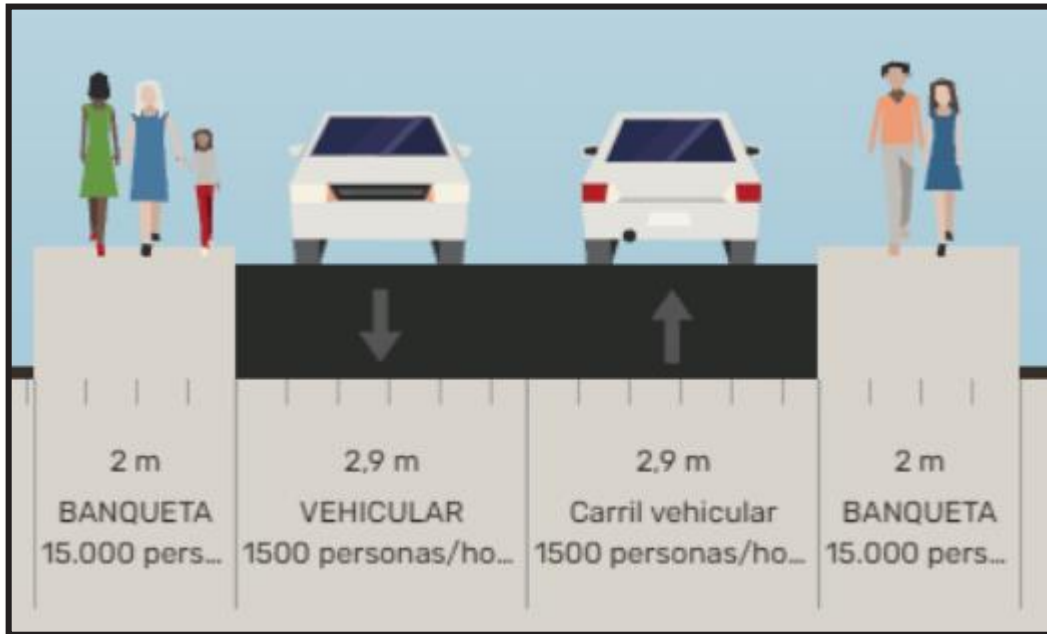 2 m
BANQUETA
15.000 pers...
2,9 m
VEHICULAR
1500 personas/ho...
2,9 m
Carril vehicular
1500 personas/ho...
2 m
BANQUETA
15.000 pers...